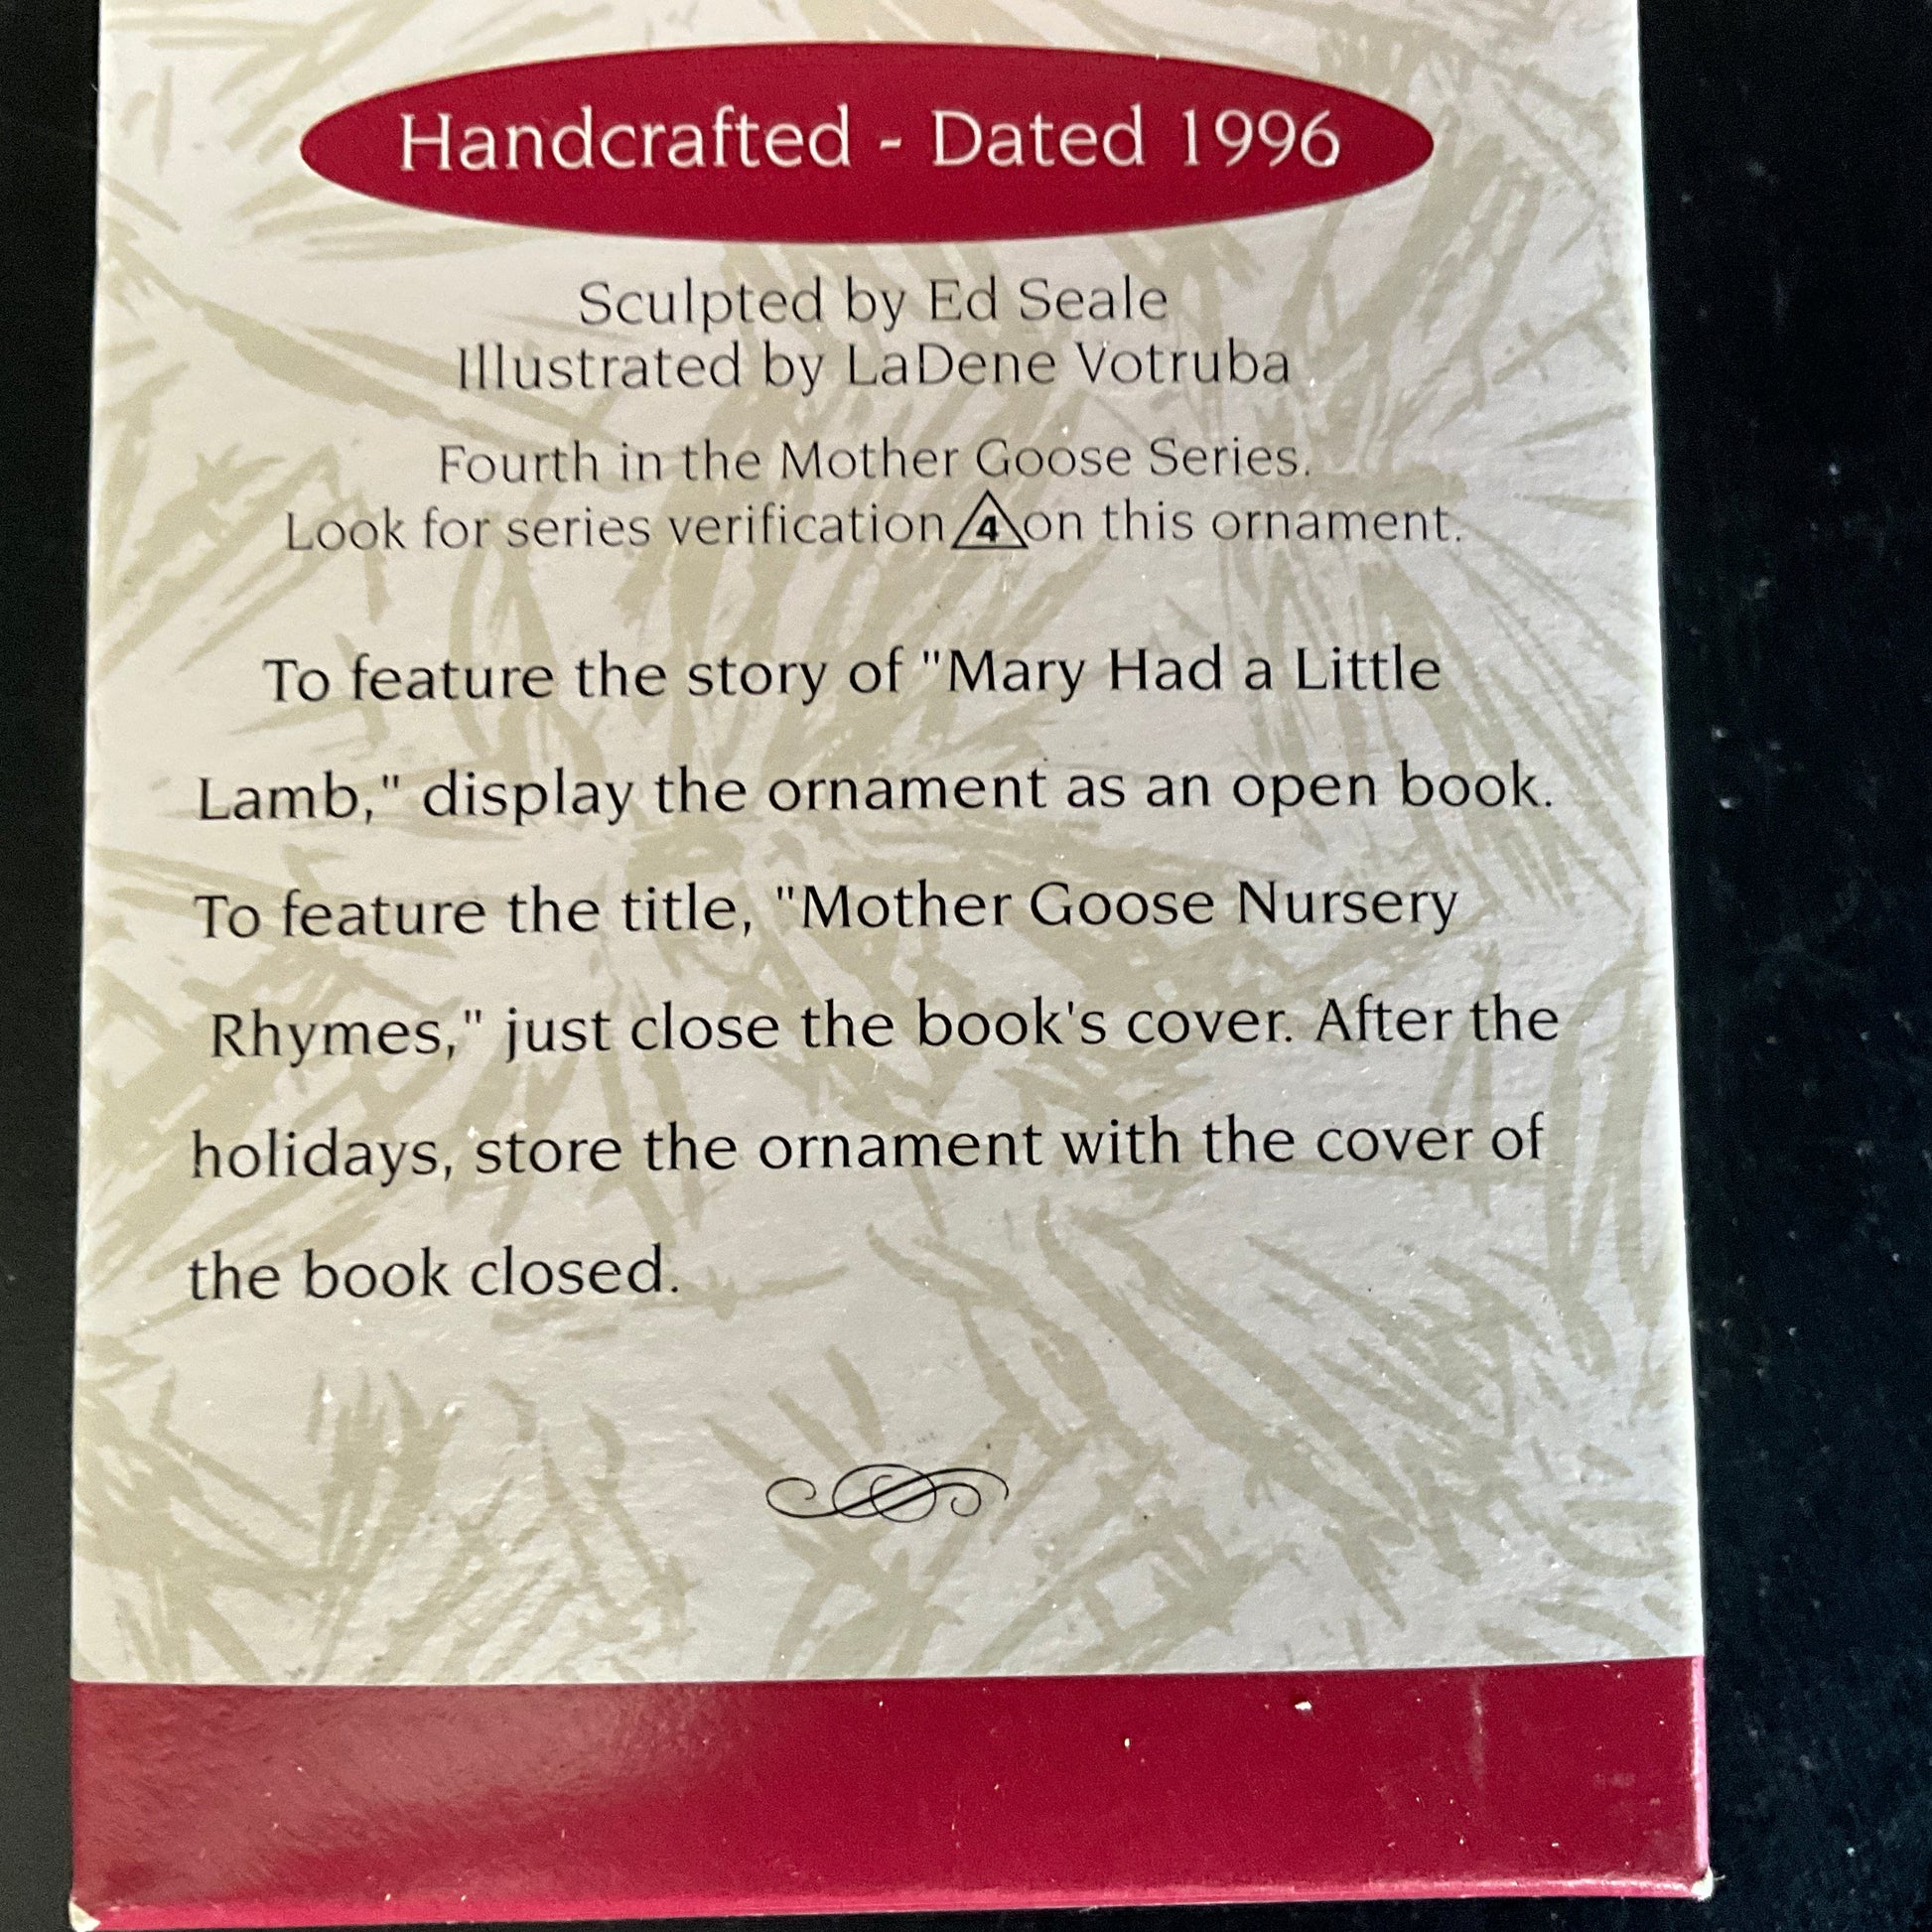 Handcrafted - Dated 1996
Sculpted by Ed Seale
Illustrated by LaDene Votruba
Fourth in the Mother Goose Series.
Look for series verification 4 on this ornament.
To feature the story of "Mary Had a Little
Lamb," display the ornament as an open book.
To feature the title, "Mother Goose Nursery
Rhymes," just close the book's cover. After the
holidays, store the ornament with the cover of
the book closed.